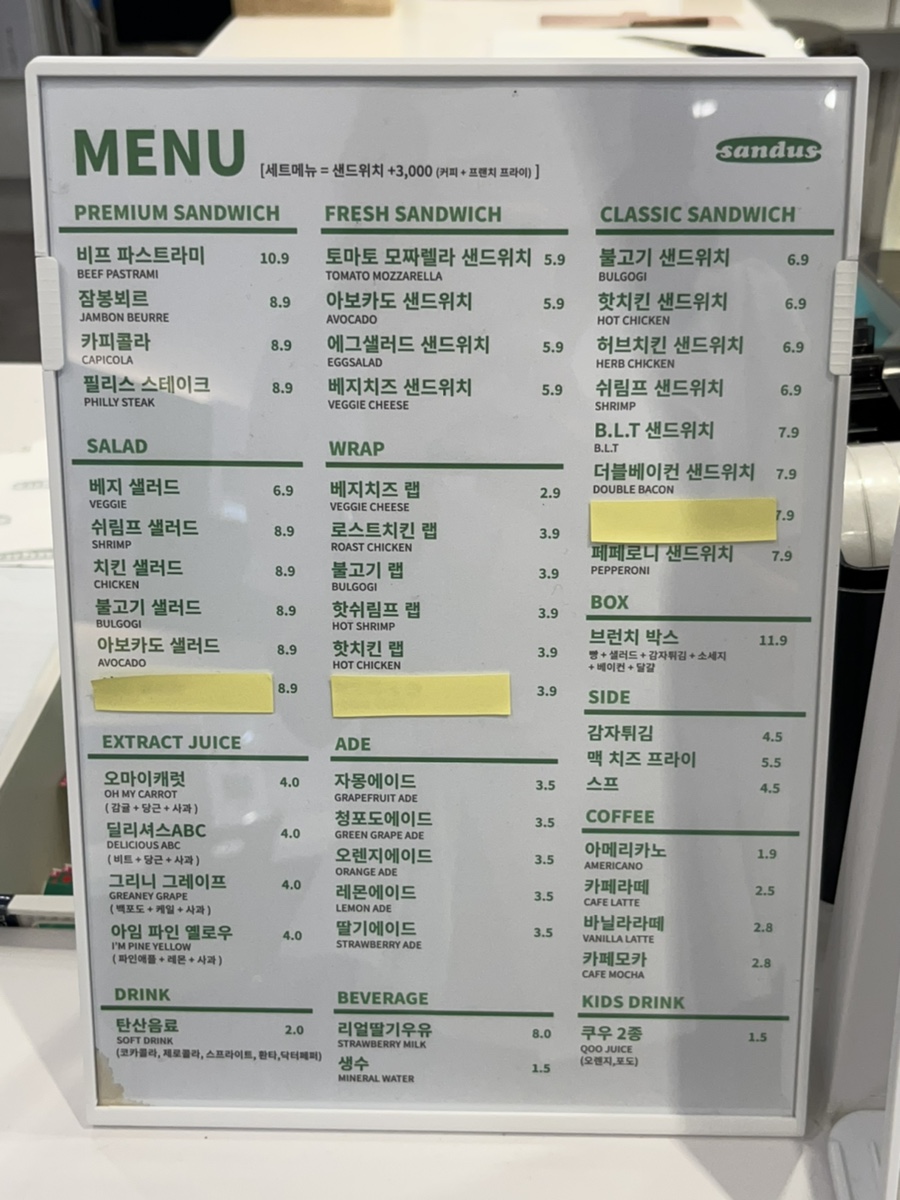 MENU
[세트메뉴 = 샌드위치 +3,000 (커피 + 프랜치 프라이) ]
sandus
PREMIUM SANDWICH
비프 파스트라미 10.9
BEEF PASTRAMI
잠봉뵈르 8.9
JAMBON BEURRE
카피콜라 8.9
CAPICOLA
필리스 스테이크 8.9
PHILLY STEAK
FRESH SANDWICH
토마토 모짜렐라 샌드위치 5.9
TOMATO MOZZARELLA
아보카도 샌드위치 5.9
AVOCADO
에그샐러드 샌드위치 5.9
EGGSALAD
베지치즈 샌드위치 5.9
VEGGIE CHEESE
CLASSIC SANDWICH
불고기 샌드위치 6.9
BULGOGI
핫치킨 샌드위치 6.9
HOT CHICKEN
허브치킨 샌드위치 6.9
HERB CHICKEN
쉬림프 샌드위치 6.9
SHRIMP
B.L.T 샌드위치 7.9
B.L.T
더블베이컨 샌드위치 7.9
DOUBLE BACON
7.9
페페로니 샌드위치 7.9
PEPPERONI
SALAD
베지 샐러드 6.9
VEGGIE
쉬림프 샐러드 8.9
SHRIMP
치킨 샐러드 8.9
CHICKEN
불고기 샐러드 8.9
BULGOGI
아보카도 샐러드 8.9
AVOCADO
8.9
WRAP
베지치즈 랩 2.9
VEGGIE CHEESE
로스트치킨 랩 3.9
ROAST CHICKEN
불고기 랩 3.9
BULGOGI
핫쉬림프 랩 3.9
HOT SHRIMP
핫치킨 랩 3.9
HOT CHICKEN
3.9
BOX
브런치 박스 11.9
빵 + 샐러드 + 감자튀김 + 소세지
+ 베이컨 + 달걀
SIDE
감자튀김 4.5
맥 치즈 프라이 5.5
스프 4.5
EXTRACT JUICE
오마이캐럿 4.0
OH MY CARROT
( 감귤 + 당근 + 사과 )
딜리셔스ABC 4.0
DELICIOUS ABC
( 비트 + 당근 + 사과 )
그리니 그레이프 4.0
GREANEY GRAPE
( 백포도 + 케일 + 사과 )
아임 파인 옐로우 4.0
I'M PINE YELLOW
( 파인애플 + 레몬 + 사과 )
ADE
자몽에이드 3.5
GRAPEFRUIT ADE
청포도에이드 3.5
GREEN GRAPE ADE
오렌지에이드 3.5
ORANGE ADE
레몬에이드 3.5
LEMON ADE
딸기에이드 3.5
STRAWBERRY ADE
COFFEE
아메리카노 1.9
AMERICANO
카페라떼 2.5
CAFE LATTE
바닐라라떼 2.8
VANILLA LATTE
카페모카 2.8
CAFE MOCHA
DRINK
탄산음료 2.0
SOFT DRINK
(코카콜라, 제로콜라, 스프라이트, 환타,닥터페퍼)
BEVERAGE
리얼딸기우유 8.0
STRAWBERRY MILK
생수 1.5
MINERAL WATER
KIDS DRINK
쿠우 2종 1.5
QOO JUICE
(오렌지,포도)